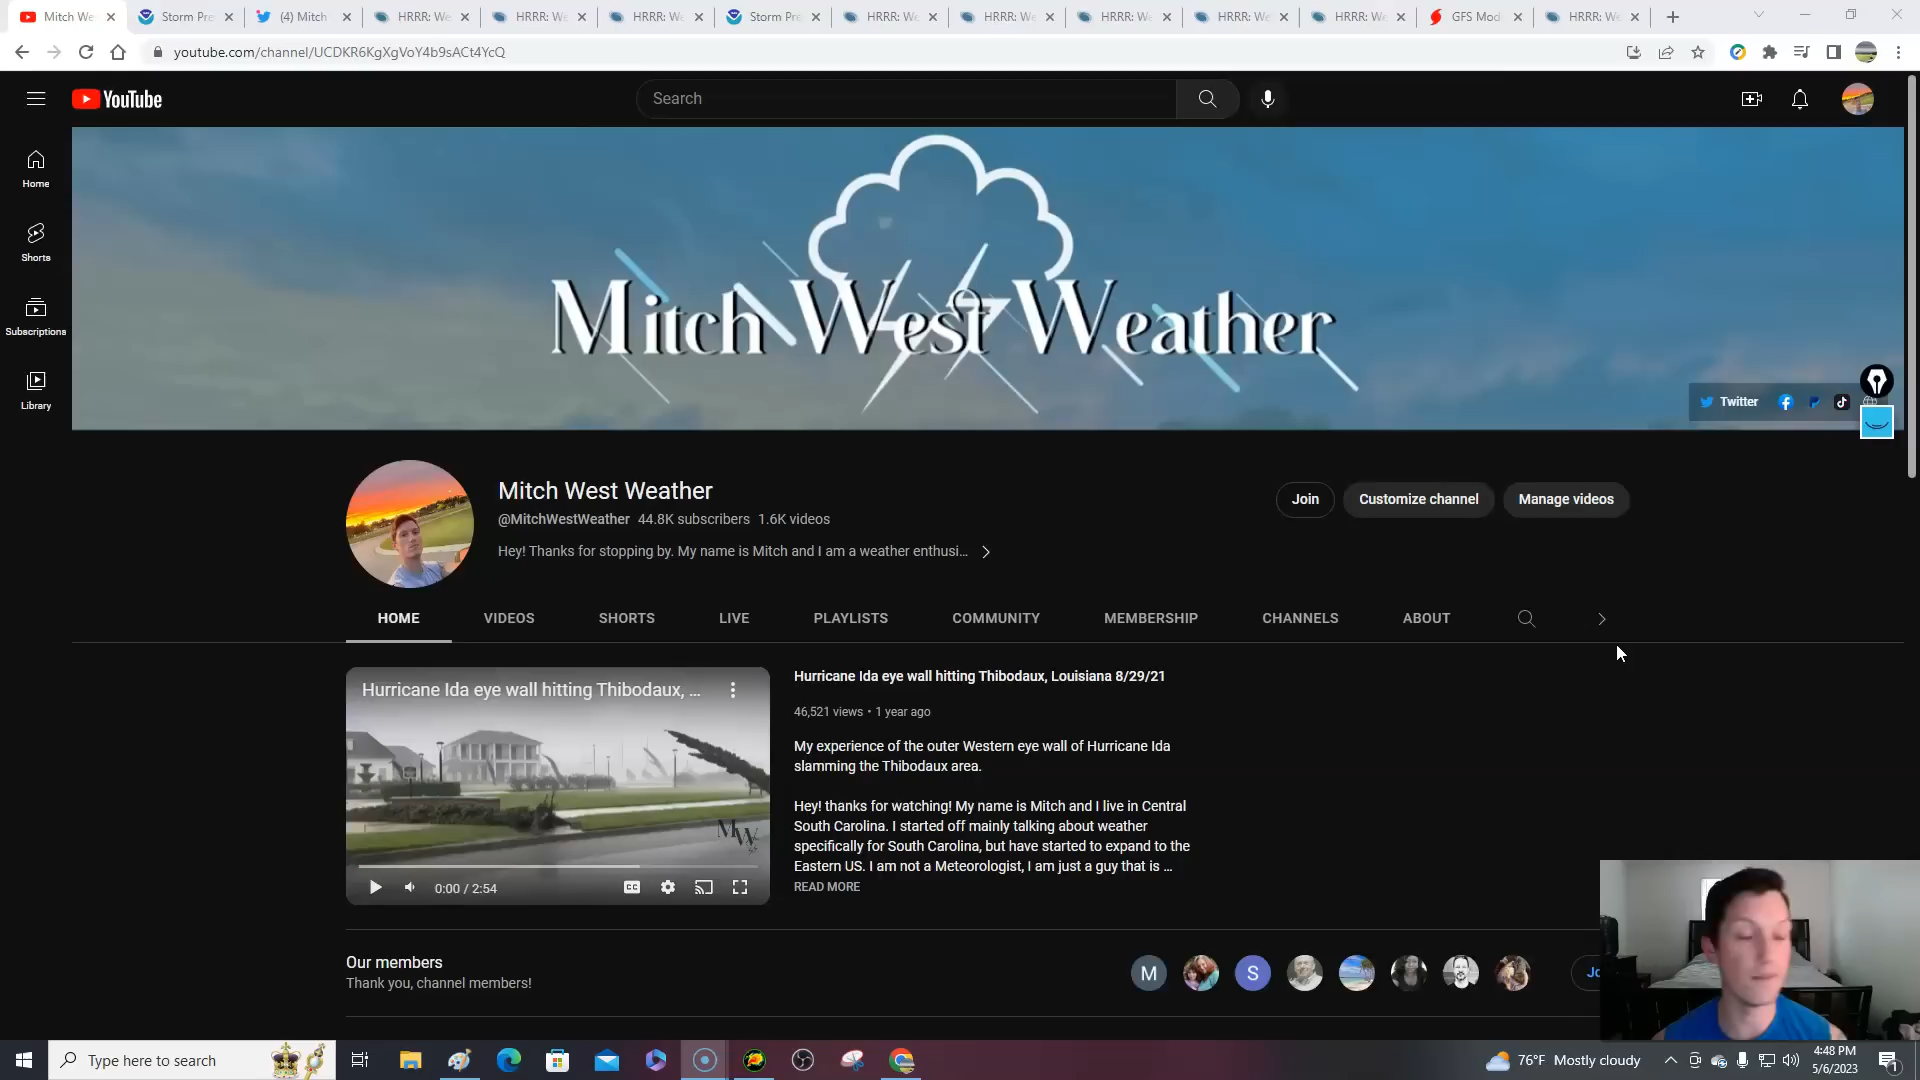 Mitch We
Storm Pre
(4) Mitch
HRRR: We
HRRR: We
HRRR: We
Storm Pre
HRRR: We
HRRR: We
HRRR: We
HRRR: We
HRRR: We
GFS Mod
HRRR: We
youtube.com/channel/UCDKR6KgXgVoY4b9sACt4YcQ
YouTube
Search
Home
Shorts
Subscriptions
Library
Mitch West Weather
Twitter
Mitch West Weather
@MitchWestWeather 44.8K subscribers 1.6K videos
Hey! Thanks for stopping by. My name is Mitch and I am a weather enthusi...
Join
Customize channel
Manage videos
HOME
VIDEOS
SHORTS
LIVE
PLAYLISTS
COMMUNITY
MEMBERSHIP
CHANNELS
ABOUT
Hurricane Ida eye wall hitting Thibodaux, ...
MW
CC
0:00 / 2:54
Hurricane Ida eye wall hitting Thibodaux, Louisiana 8/29/21
46,521 views • 1 year ago
My experience of the outer Western eye wall of Hurricane Ida
slamming the Thibodaux area.
Hey! thanks for watching! My name is Mitch and I live in Central
South Carolina. I started off mainly talking about weather
specifically for South Carolina, but have started to expand to the
Eastern US. I am not a Meteorologist, I am just a guy that is ...
READ MORE
Our members
Thank you, channel members!
M
S
Jo
Type here to search
76°F Mostly cloudy
4:48 PM
5/6/2023
1